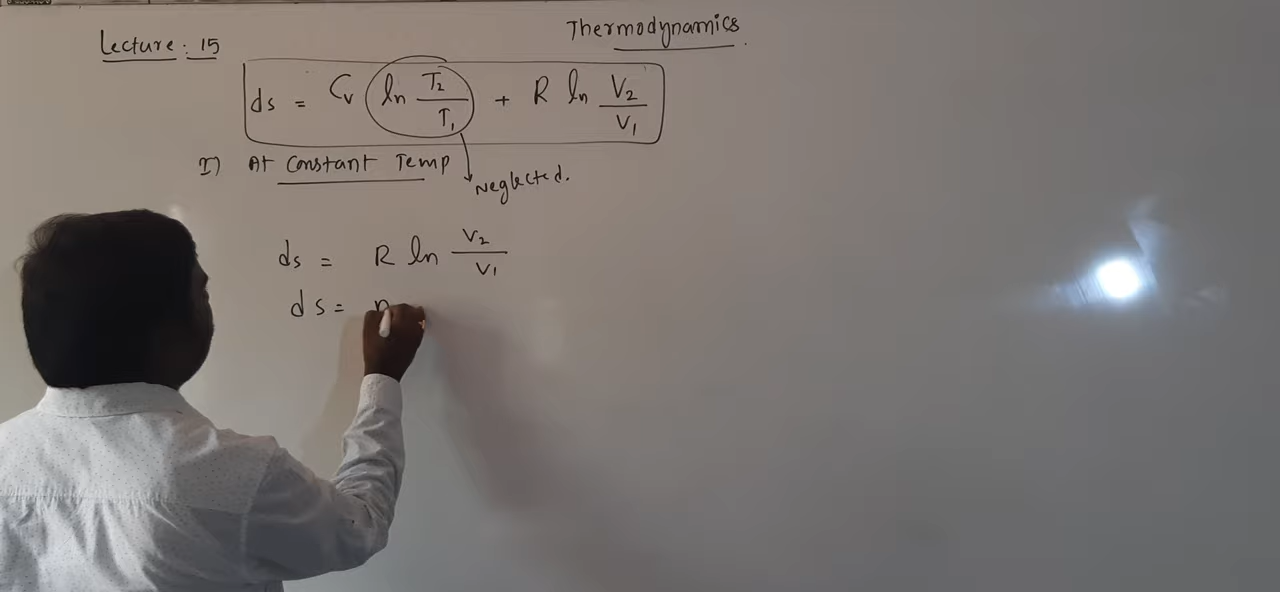 Thermodynamics.
Lecture : 15
ds = Cv ln T2/T1 + R ln V2/V1
I) At Constant Temp
Neglected.
ds = R ln V2/V1
ds = n